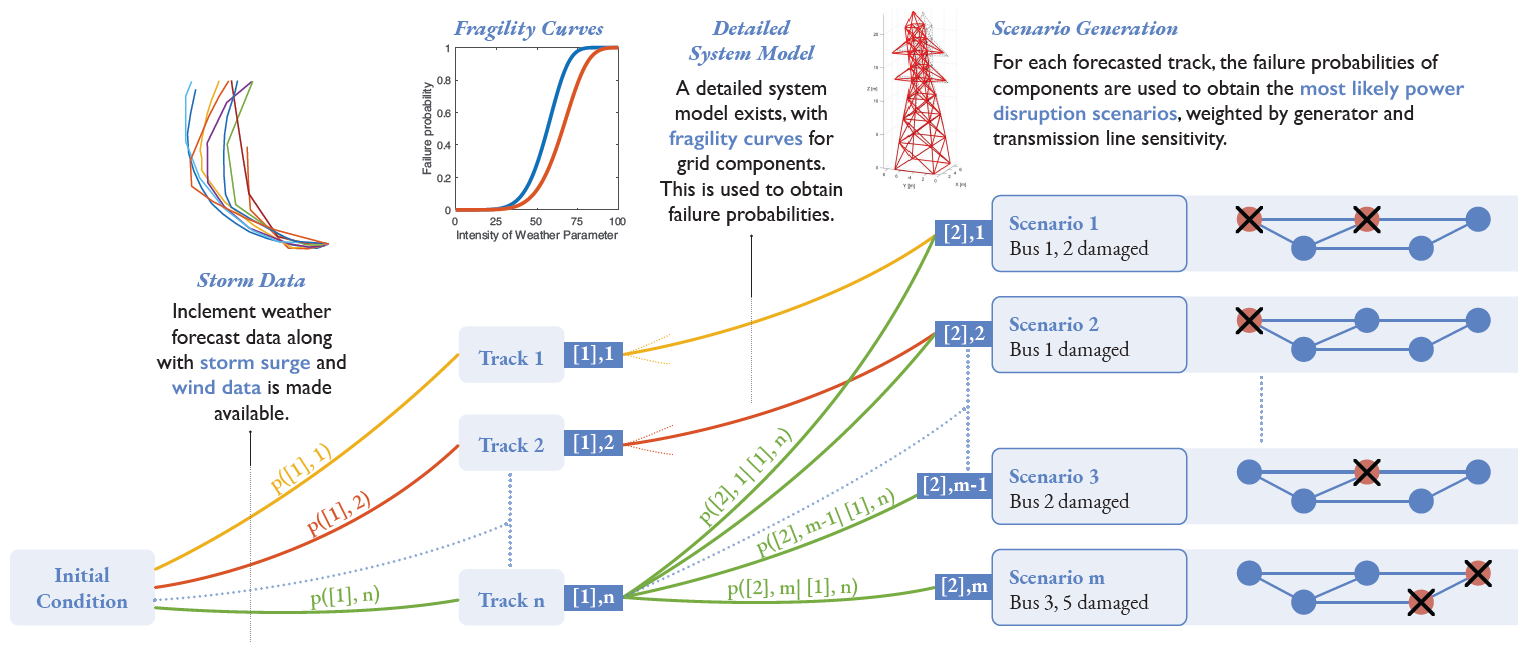 Fragility Curves
Failure probability
1
0.8
0.6
0.4
0.2
0
0
25
50
75
100
Intensity of Weather Parameter
Detailed
System Model
A detailed system
model exists, with
fragility curves for
grid components.
This is used to obtain
failure probabilities.
Z [m]
Y [m]
X [m]
Scenario Generation
For each forecasted track, the failure probabilities of
components are used to obtain the most likely power
disruption scenarios, weighted by generator and
transmission line sensitivity.
Storm Data
Inclement weather
forecast data along
with storm surge and
wind data is made
available.
Initial
Condition
p([1], 1)
p([1], 2)
p([1], n)
Track 1
[1],1
Track 2
[1],2
Track n
[1],n
p([2], 1| [1], n)
p([2], m-1| [1], n)
p([2], m| [1], n)
[2],1
Scenario 1
Bus 1, 2 damaged
[2],2
Scenario 2
Bus 1 damaged
[2],m-1
Scenario 3
Bus 2 damaged
[2],m
Scenario m
Bus 3, 5 damaged